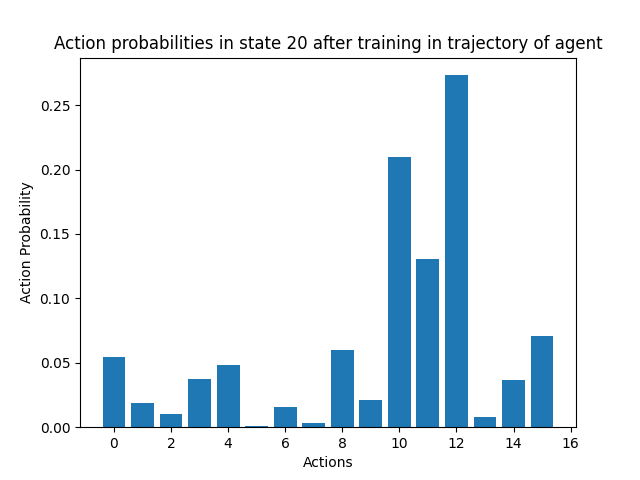 Action probabilities in state 20 after training in trajectory of agent
0.25
0.20
0.15
0.10
0.05
0.00
Action Probability
0 2 4 6 8 10 12 14 16
Actions